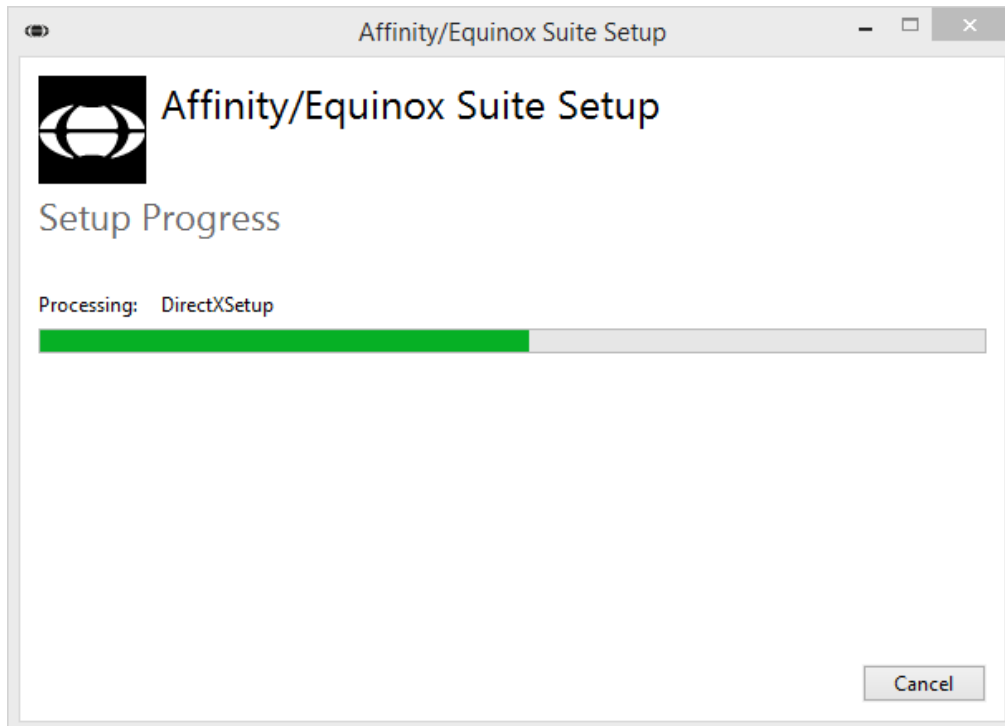 Affinity/Equinox Suite Setup
Affinity/Equinox Suite Setup
Setup Progress
Processing: DirectXSetup
Cancel